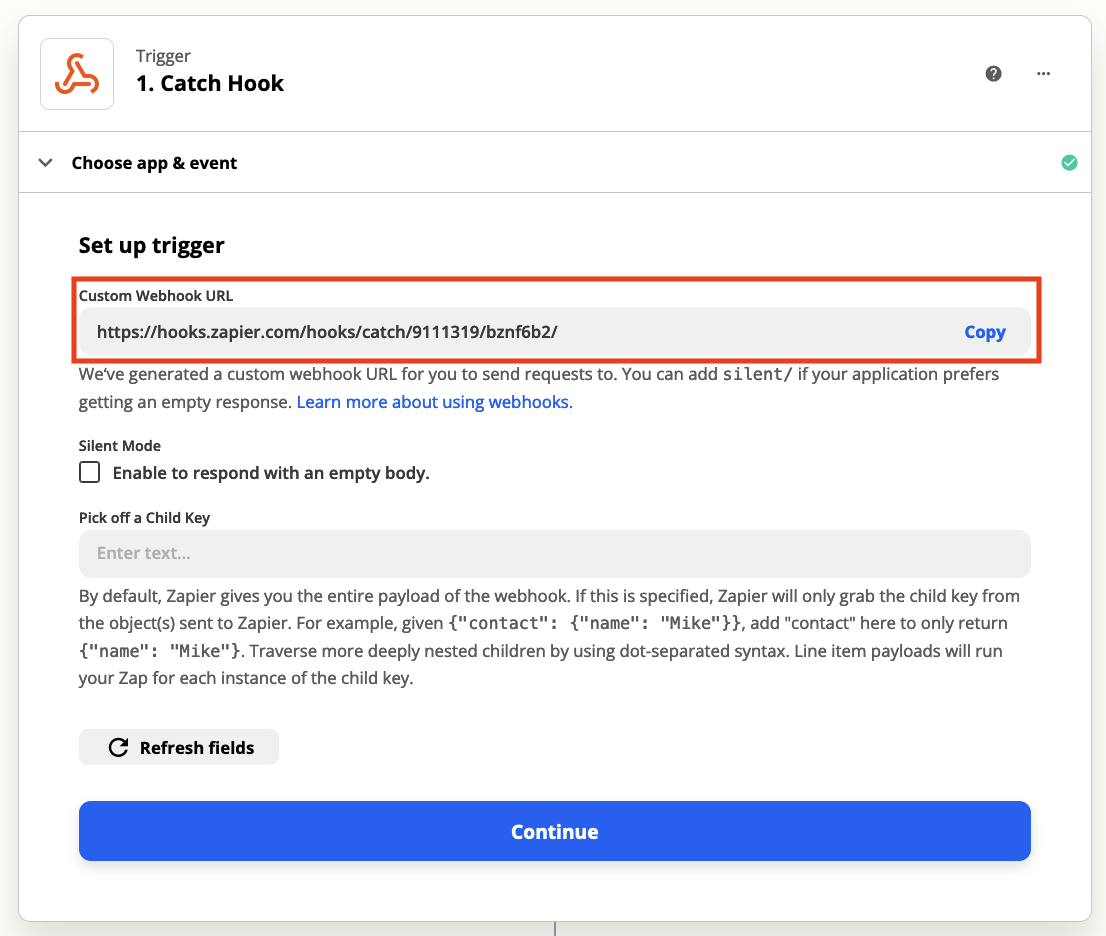 Trigger
1. Catch Hook
Choose app & event
Set up trigger
Custom Webhook URL
https://hooks.zapier.com/hooks/catch/9111319/bznf6b2/
Copy
We've generated a custom webhook URL for you to send requests to. You can add silent/ if your application prefers
getting an empty response. Learn more about using webhooks.
Silent Mode
Enable to respond with an empty body.
Pick off a Child Key
Enter text...
By default, Zapier gives you the entire payload of the webhook. If this is specified, Zapier will only grab the child key from
the object(s) sent to Zapier. For example, given {"contact": {"name": "Mike"}}, add "contact" here to only return
{"name": "Mike"}. Traverse more deeply nested children by using dot-separated syntax. Line item payloads will run
your Zap for each instance of the child key.
Refresh fields
Continue